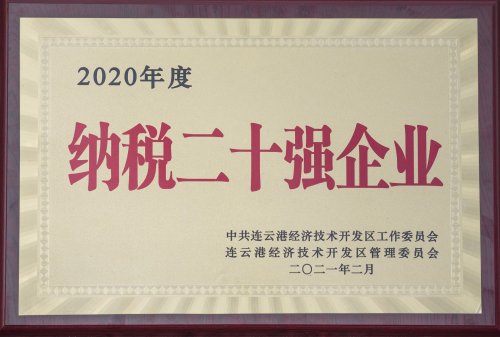 2020年度
纳税二十强企业
中共连云港经济技术开发区工作委员会
连云港经济技术开发区管理委员会
二〇二一年二月